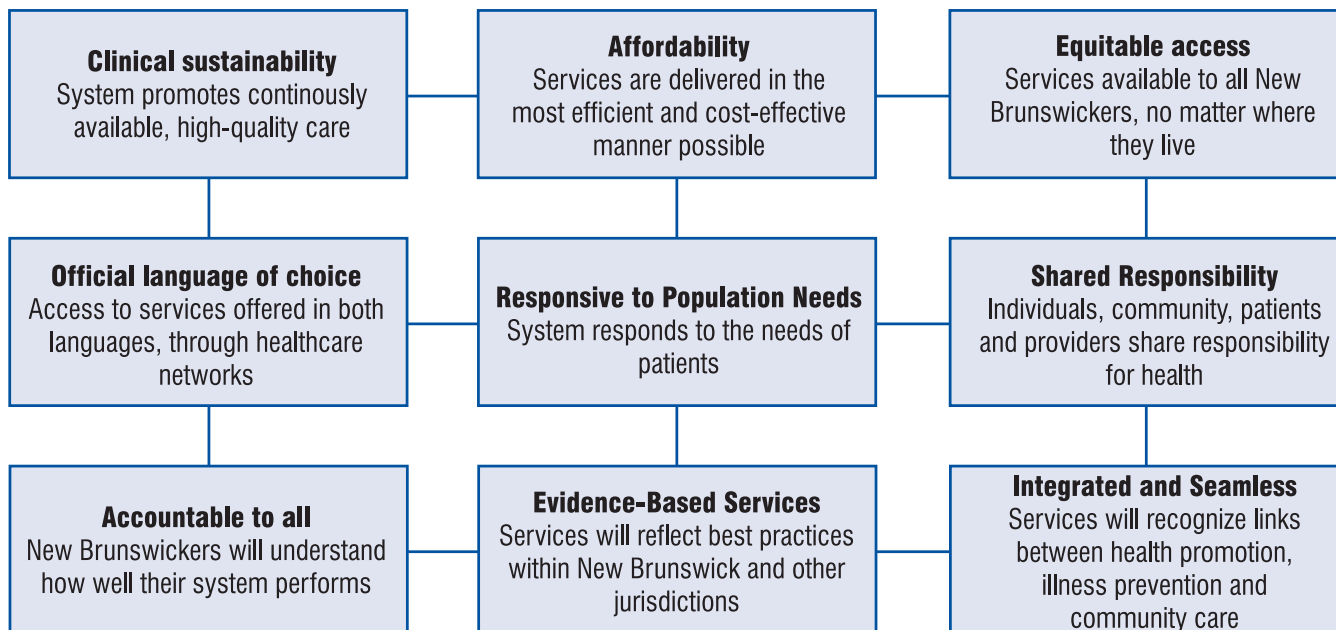 Clinical sustainability
System promotes continously
available, high-quality care
Affordability
Services are delivered in the
most efficient and cost-effective
manner possible
Equitable access
Services available to all New
Brunswickers, no matter where
they live
Official language of choice
Access to services offered in both
languages, through healthcare
networks
Responsive to Population Needs
System responds to the needs of
patients
Shared Responsibility
Individuals, community, patients
and providers share responsibility
for health
Accountable to all
New Brunswickers will understand
how well their system performs
Evidence-Based Services
Services will reflect best practices
within New Brunswick and other
jurisdictions
Integrated and Seamless
Services will recognize links
between health promotion,
illness prevention and
community care